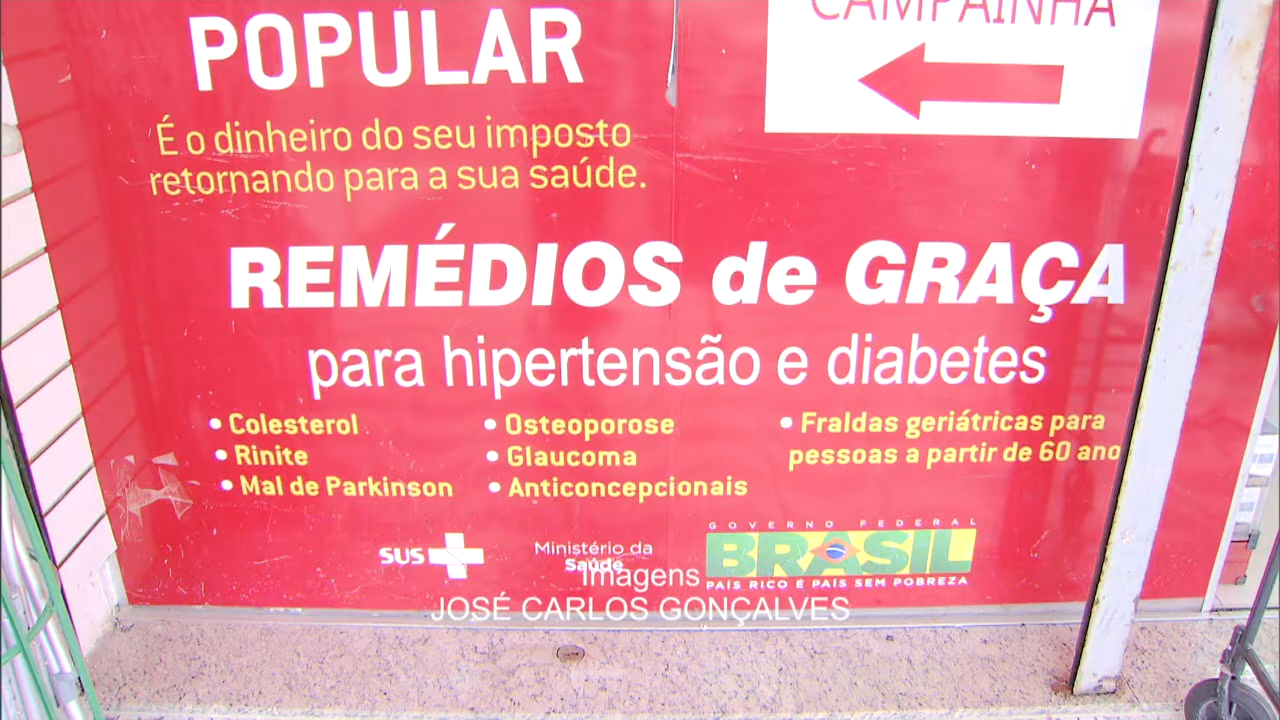 POPULAR
É o dinheiro do seu imposto
retornando para a sua saúde.
CAMPAINHA
REMÉDIOS de GRAÇA
para hipertensão e diabetes
• Colesterol
• Rinite
• Mal de Parkinson
• Osteoporose
• Glaucoma
• Anticoncepcionais
• Fraldas geriátricas para
pessoas a partir de 60 ano
SUS
Ministério da
Saúde
GOVERNO FEDERAL
BRASIL
PAÍS RICO É PAÍS SEM POBREZA
Imagens
JOSÉ CARLOS GONÇALVES